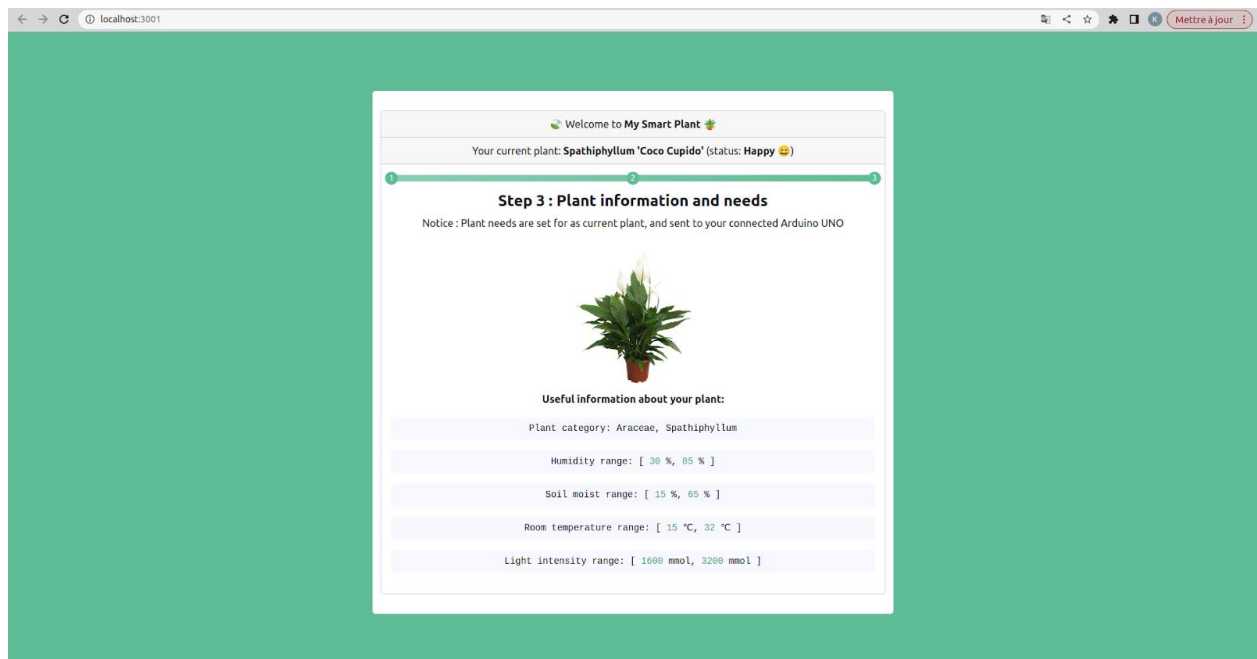 localhost:3001
K
Mettre à jour
🍃 Welcome to My Smart Plant 🪴
Your current plant: Spathiphyllum 'Coco Cupido' (status: Happy 😀)
1 2 3
Step 3 : Plant information and needs
Notice : Plant needs are set for as current plant, and sent to your connected Arduino UNO
Useful information about your plant:
Plant category: Araceae, Spathiphyllum
Humidity range: [ 30 %, 85 % ]
Soil moist range: [ 15 %, 65 % ]
Room temperature range: [ 15 ℃, 32 ℃ ]
Light intensity range: [ 1600 mmol, 3200 mmol ]